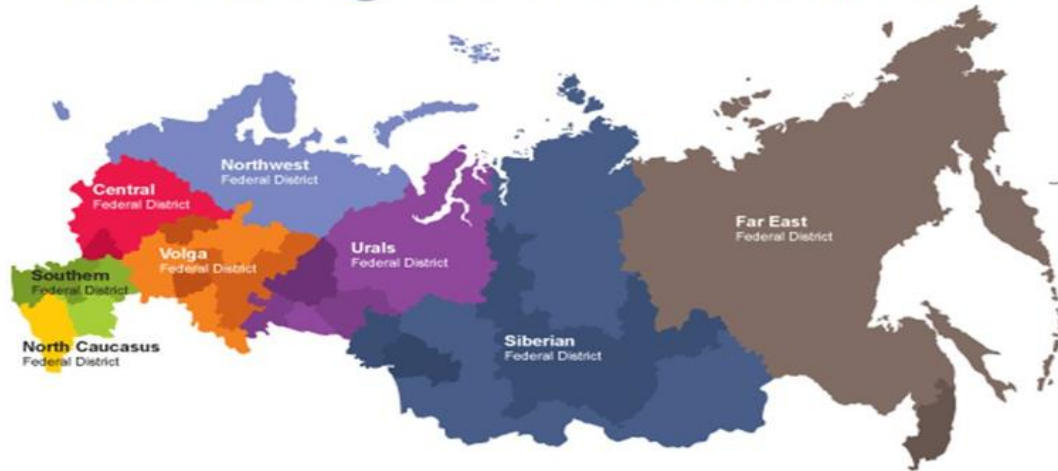 Northwest
Federal District
Central
Federal District
Volga
Federal District
Urals
Federal District
Far East
Federal District
Southern
Federal District
North Caucasus
Federal District
Siberian
Federal District